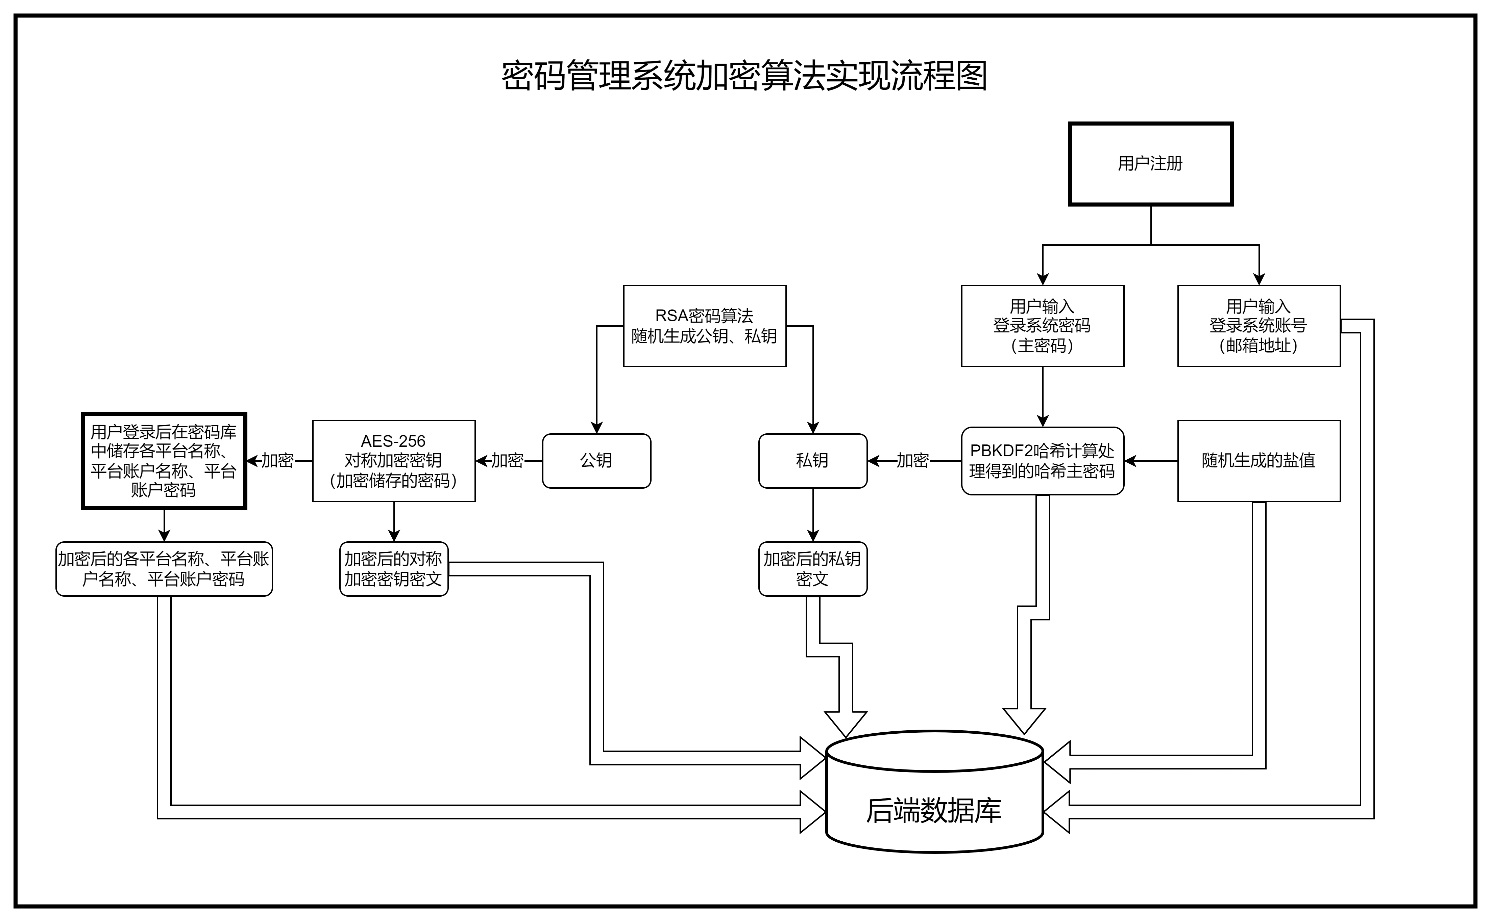 密码管理系统加密算法实现流程图
用户注册
RSA密码算法
随机生成公钥、私钥
用户输入
登录系统密码
（主密码）
用户输入
登录系统账号
（邮箱地址）
用户登录后在密码库
中储存各平台名称、
平台账户名称、平台
账户密码
加密
AES-256
对称加密密钥
（加密储存的密码）
加密
公钥
私钥
加密
PBKDF2哈希计算处
理得到的哈希主密码
随机生成的盐值
加密后的各平台名称、平台账
户名称、平台账户密码
加密后的对称
加密密钥密文
加密后的私钥
密文
后端数据库